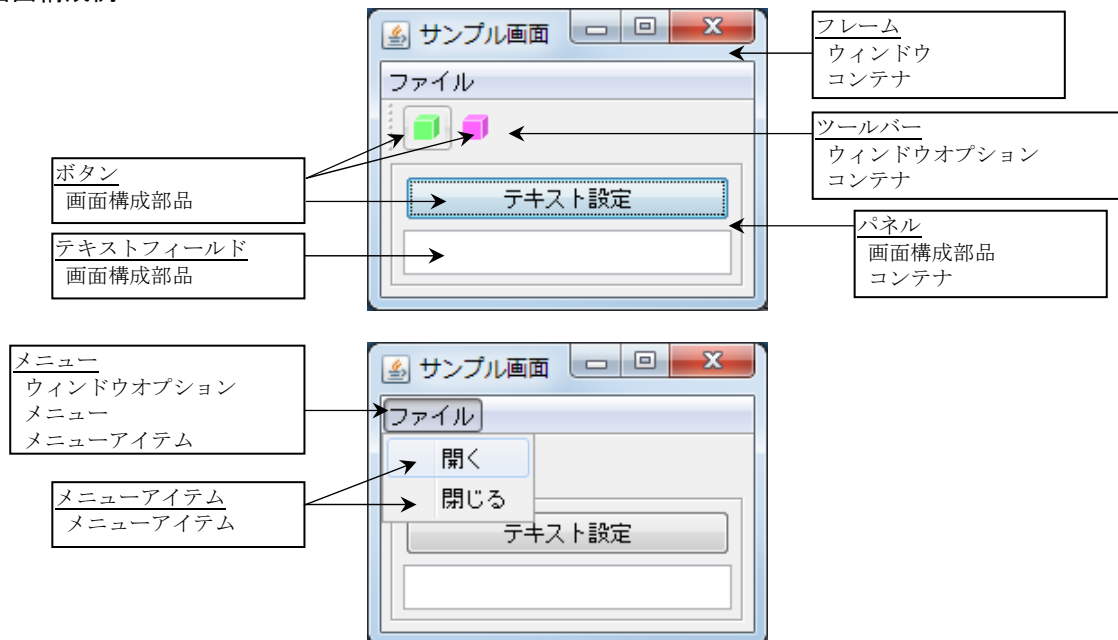 サンプル画面
ファイル
テキスト設定
フレーム
ウィンドウ
コンテナ
ツールバー
ウィンドウオプション
コンテナ
ボタン
画面構成部品
テキストフィールド
画面構成部品
パネル
画面構成部品
コンテナ
メニュー
ウィンドウオプション
メニュー
メニューアイテム
メニューアイテム
メニューアイテム
サンプル画面
ファイル
開く
閉じる
テキスト設定